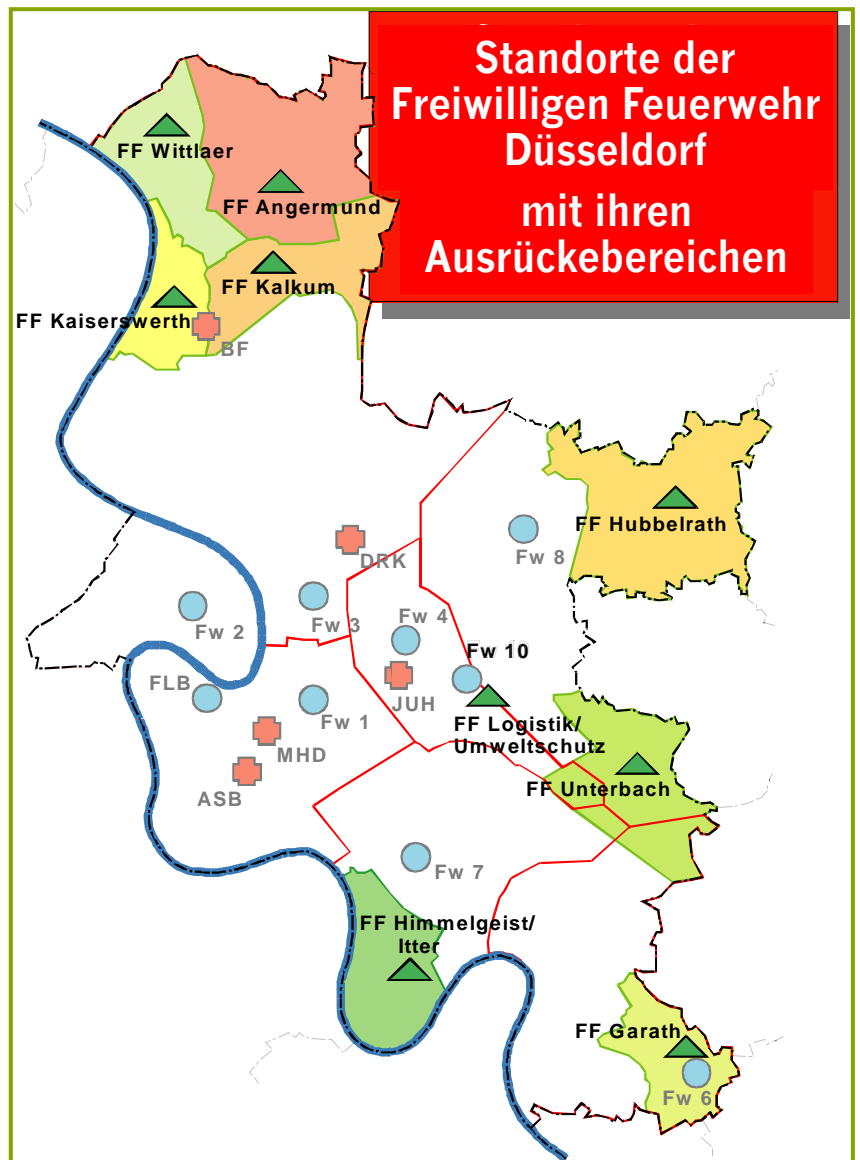 Standorte der
Freiwilligen Feuerwehr
Düsseldorf
mit ihren
Ausrückebereichen
FF Wittlaer
FF Angermund
FF Kalkum
FF Kaiserswerth
BF
FF Hubbelrath
Fw 8
DRK
Fw 2
Fw 3
Fw 4
Fw 10
FLB
JUH
Fw 1
FF Logistik/
Umweltschutz
MHD
ASB
FF Unterbach
Fw 7
FF Himmelgeist/
Itter
FF Garath
Fw 6